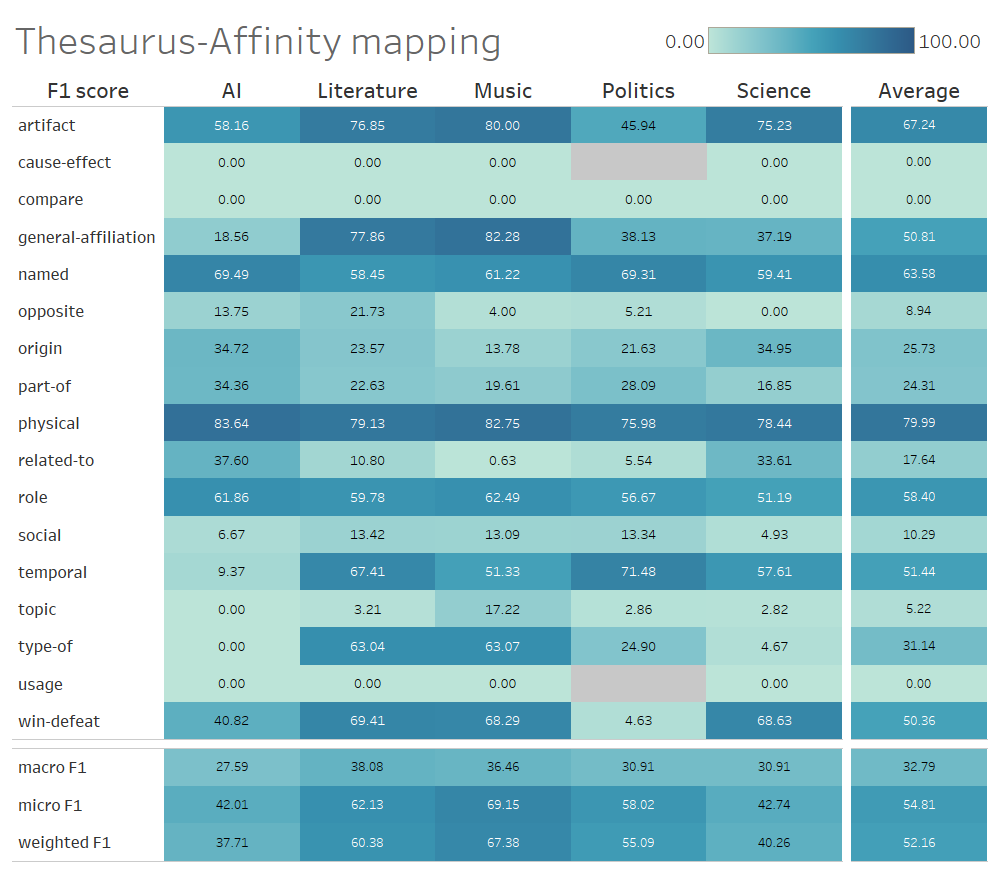 Thesaurus-Affinity mapping
0.00 100.00
F1 score AI Literature Music Politics Science Average
artifact 58.16 76.85 80.00 45.94 75.23 67.24
cause-effect 0.00 0.00 0.00 0.00 0.00
compare 0.00 0.00 0.00 0.00 0.00 0.00
general-affiliation 18.56 77.86 82.28 38.13 37.19 50.81
named 69.49 58.45 61.22 69.31 59.41 63.58
opposite 13.75 21.73 4.00 5.21 0.00 8.94
origin 34.72 23.57 13.78 21.63 34.95 25.73
part-of 34.36 22.63 19.61 28.09 16.85 24.31
physical 83.64 79.13 82.75 75.98 78.44 79.99
related-to 37.60 10.80 0.63 5.54 33.61 17.64
role 61.86 59.78 62.49 56.67 51.19 58.40
social 6.67 13.42 13.09 13.34 4.93 10.29
temporal 9.37 67.41 51.33 71.48 57.61 51.44
topic 0.00 3.21 17.22 2.86 2.82 5.22
type-of 0.00 63.04 63.07 24.90 4.67 31.14
usage 0.00 0.00 0.00 0.00 0.00
win-defeat 40.82 69.41 68.29 4.63 68.63 50.36
macro F1 27.59 38.08 36.46 30.91 30.91 32.79
micro F1 42.01 62.13 69.15 58.02 42.74 54.81
weighted F1 37.71 60.38 67.38 55.09 40.26 52.16